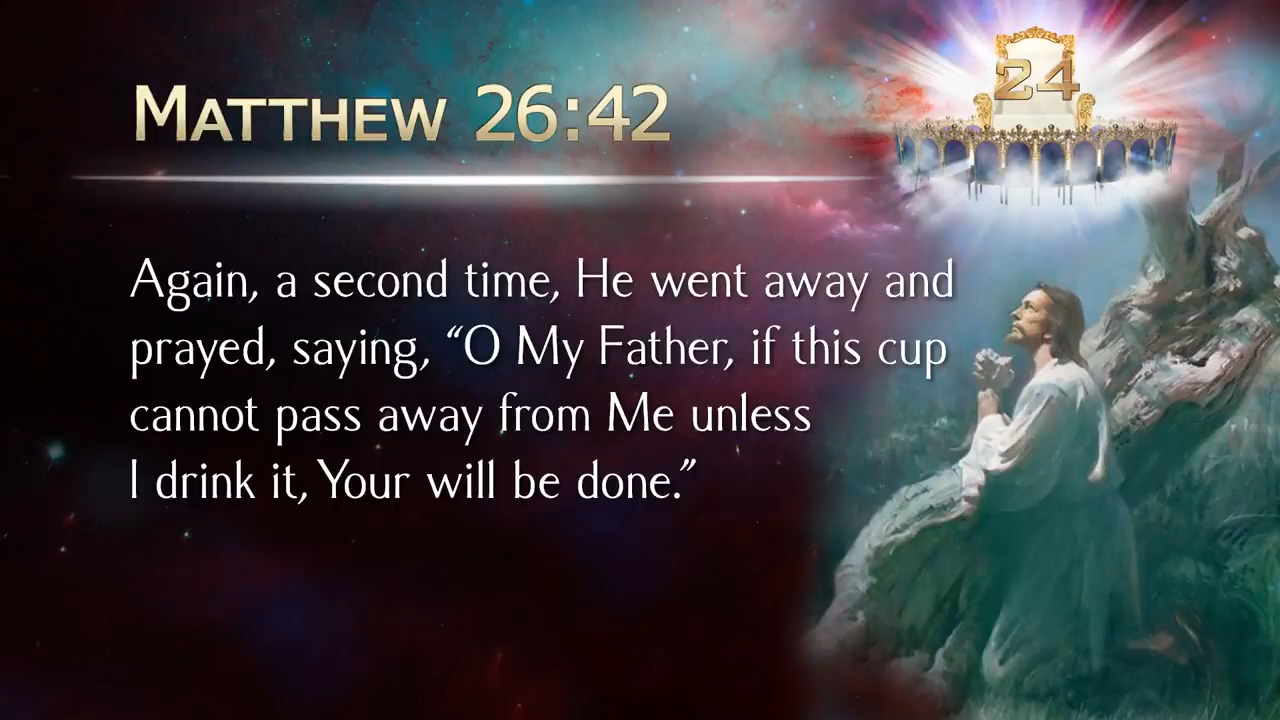 MATTHEW 26:42
24
Again, a second time, He went away and
prayed, saying, “O My Father, if this cup
cannot pass away from Me unless
I drink it, Your will be done.”